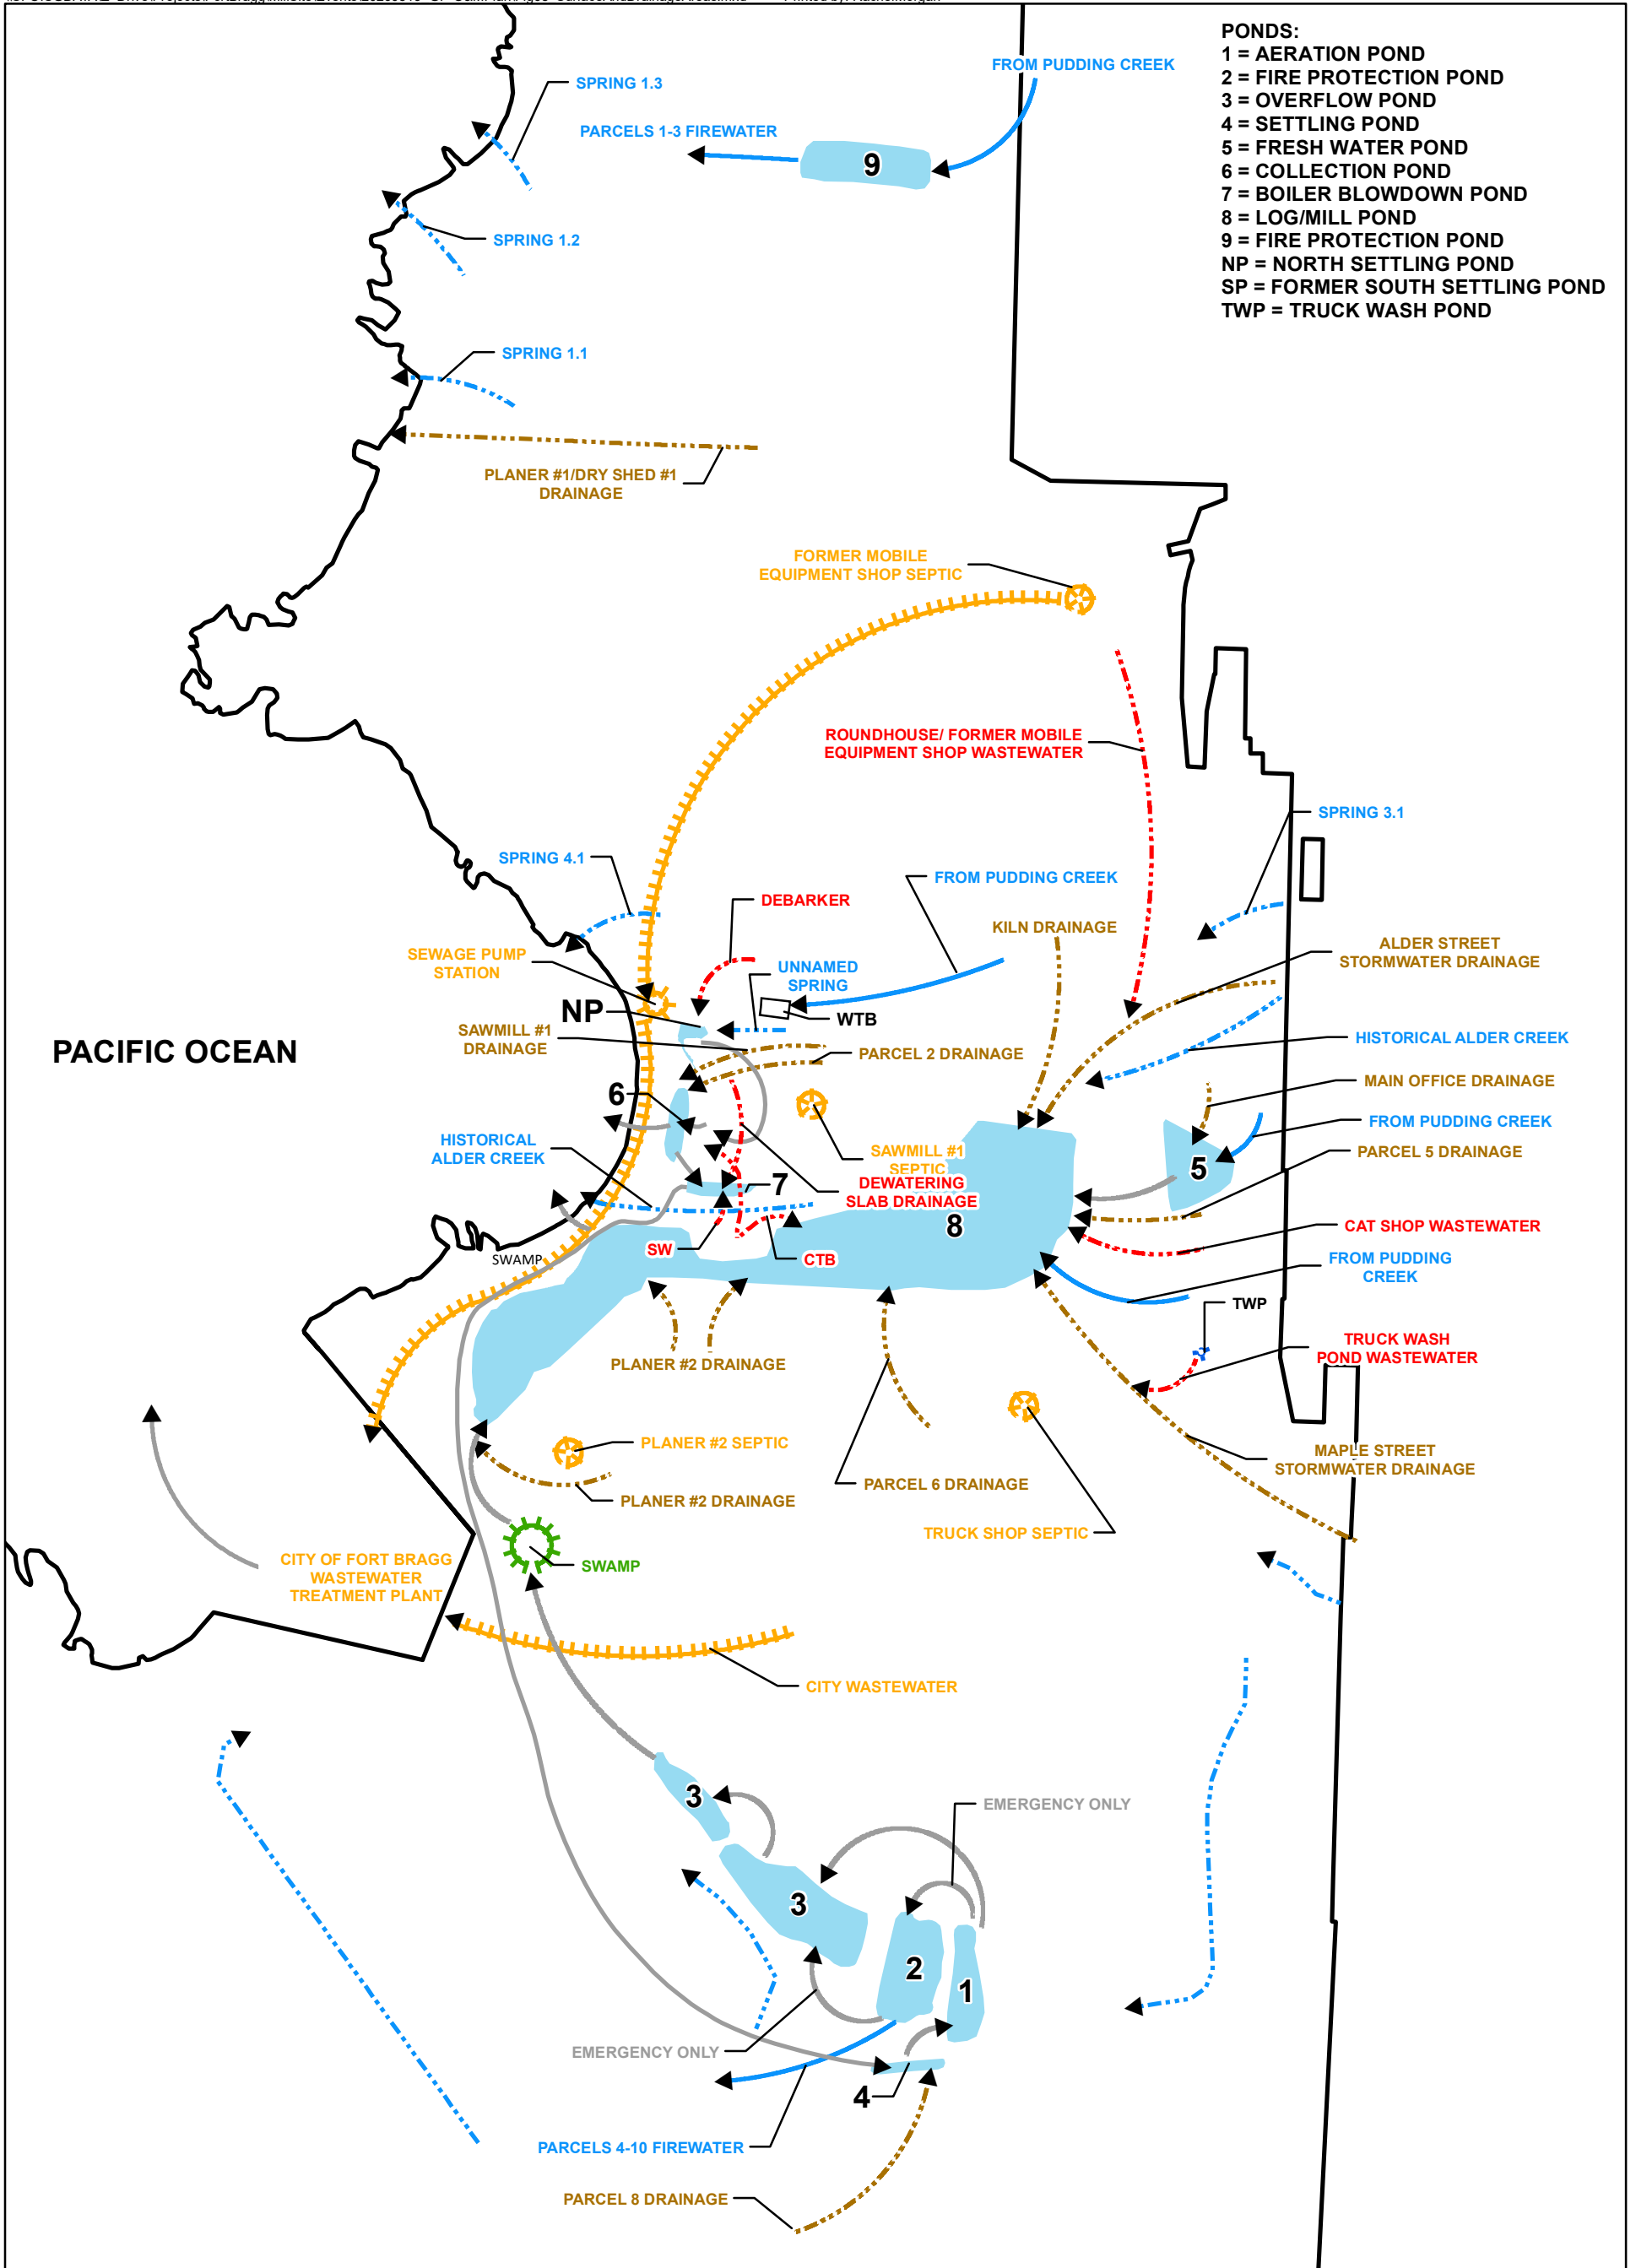 PONDS:
1 = AERATION POND
2 = FIRE PROTECTION POND
3 = OVERFLOW POND
4 = SETTLING POND
5 = FRESH WATER POND
6 = COLLECTION POND
7 = BOILER BLOWDOWN POND
8 = LOG/MILL POND
9 = FIRE PROTECTION POND
NP = NORTH SETTLING POND
SP = FORMER SOUTH SETTLING POND
TWP = TRUCK WASH POND
FROM PUDDING CREEK
SPRING 1.3
PARCELS 1-3 FIREWATER
9
SPRING 1.2
SPRING 1.1
PLANER #1/DRY SHED #1
DRAINAGE
FORMER MOBILE
EQUIPMENT SHOP SEPTIC
ROUNDHOUSE/ FORMER MOBILE
EQUIPMENT SHOP WASTEWATER
SPRING 3.1
SPRING 4.1
FROM PUDDING CREEK
DEBARKER
KILN DRAINAGE
ALDER STREET
STORMWATER DRAINAGE
SEWAGE PUMP
STATION
UNNAMED
SPRING
NP
WTB
SAWMILL #1
DRAINAGE
PARCEL 2 DRAINAGE
HISTORICAL ALDER CREEK
PACIFIC OCEAN
MAIN OFFICE DRAINAGE
6
FROM PUDDING CREEK
HISTORICAL
ALDER CREEK
SAWMILL #1
SEPTIC
PARCEL 5 DRAINAGE
5
7
DEWATERING
SLAB DRAINAGE
8
CAT SHOP WASTEWATER
SW
CTB
SWAMP
FROM PUDDING
CREEK
TWP
TRUCK WASH
POND WASTEWATER
PLANER #2 DRAINAGE
PLANER #2 SEPTIC
MAPLE STREET
STORMWATER DRAINAGE
PARCEL 6 DRAINAGE
PLANER #2 DRAINAGE
TRUCK SHOP SEPTIC
CITY OF FORT BRAGG
WASTEWATER
TREATMENT PLANT
SWAMP
CITY WASTEWATER
3
EMERGENCY ONLY
3
2
1
EMERGENCY ONLY
4
PARCELS 4-10 FIREWATER
PARCEL 8 DRAINAGE